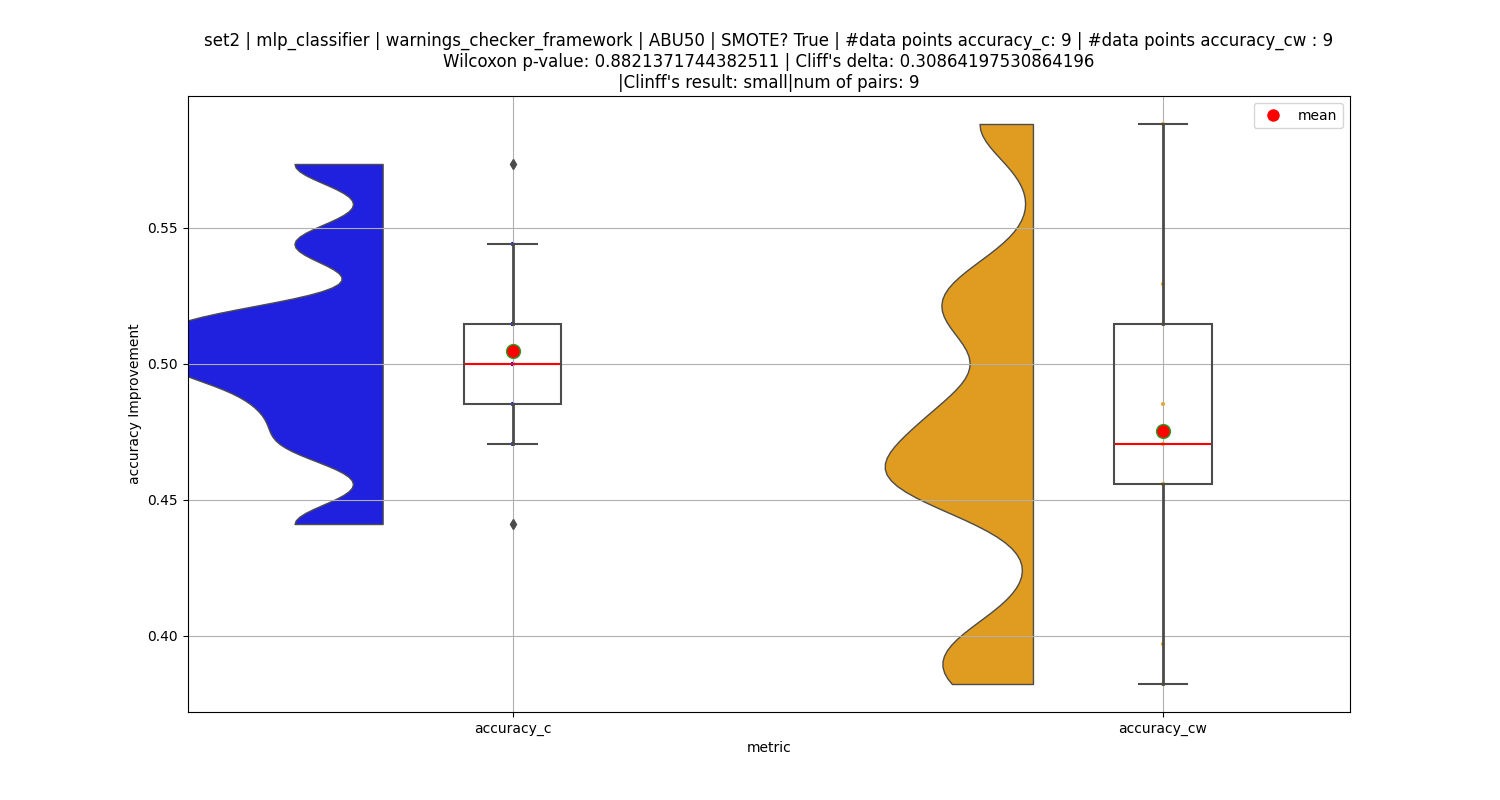 set2 | mlp_classifier | warnings_checker_framework | ABU50 | SMOTE? True | #data points accuracy_c: 9 | #data points accuracy_cw : 9
Wilcoxon p-value: 0.8821371744382511 | Cliff's delta: 0.30864197530864196
|Clinff's result: small|num of pairs: 9
mean
0.55
0.50
0.45
0.40
accuracy Improvement
accuracy_c
accuracy_cw
metric